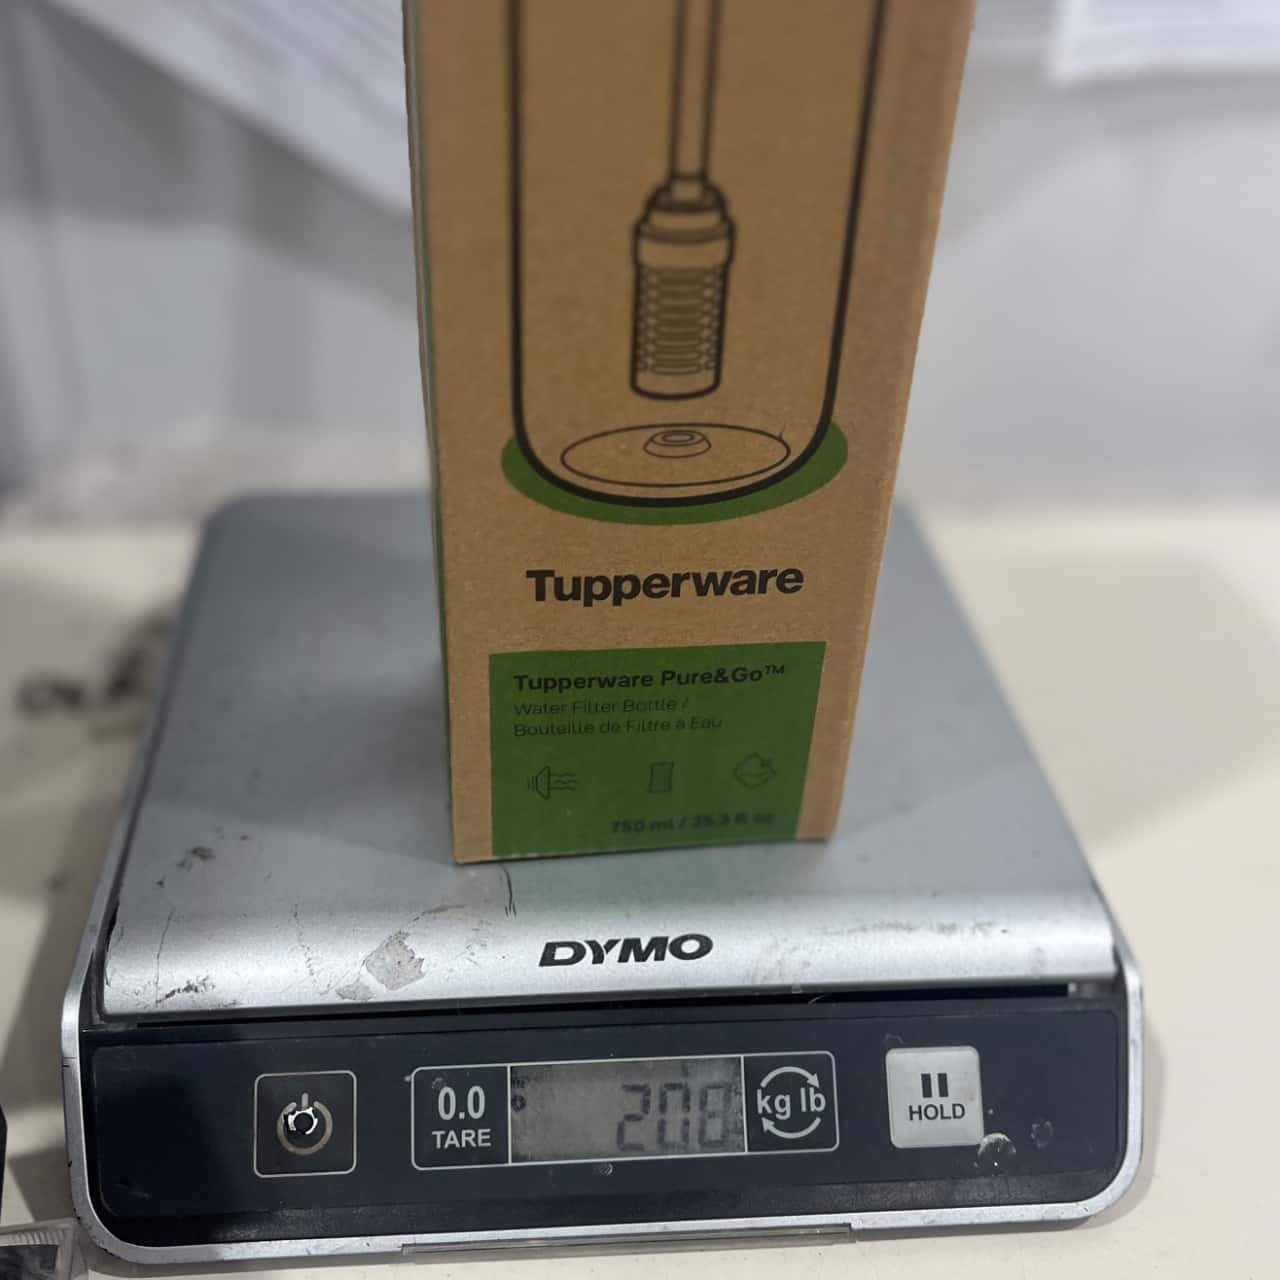 Tupperware
Tupperware Pure&Go™
Water Filter Bottle /
Bouteille de Filtre à Eau
750 ml / 25.3 fl oz
DYMO
0.0
TARE
208
kg lb
HOLD